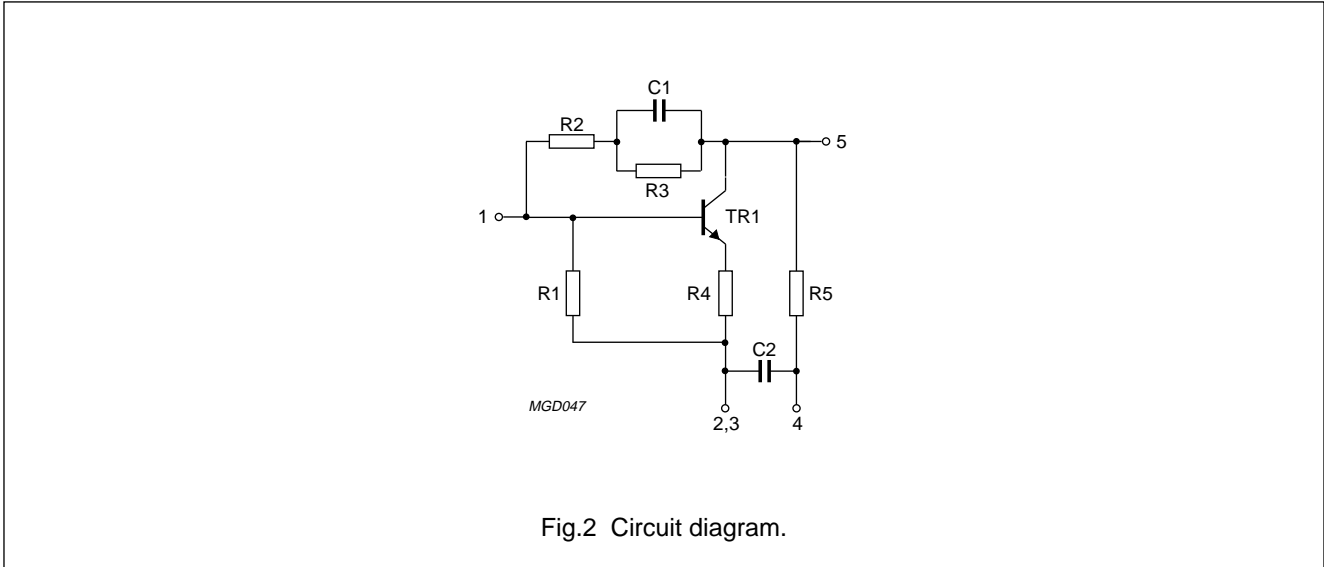 C1
R2
5
R3
1
TR1
R1
R4
R5
C2
MGD047
2,3
4
Fig.2 Circuit diagram.